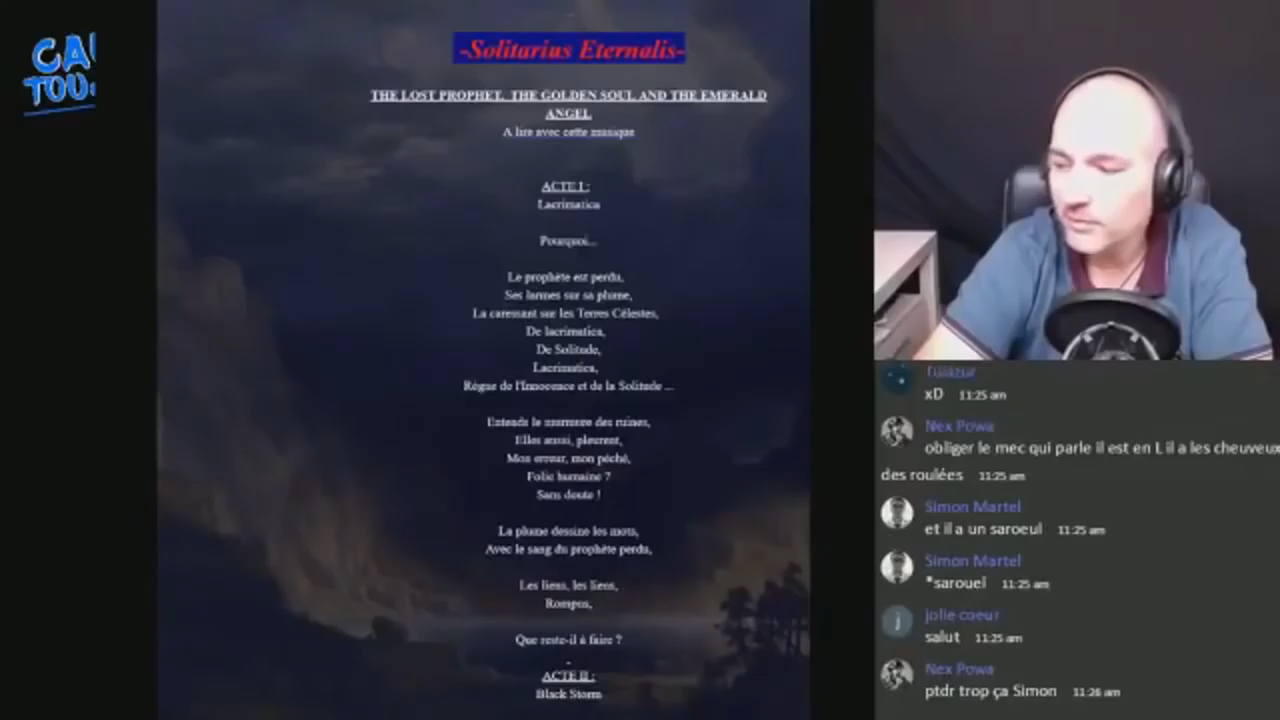 CA
TOU
-Solitarius Eternalis-
THE LOST PROPHET, THE GOLDEN SOUL AND THE EMERALD
ANGEL
A lire avec cette musique
ACTE I :
Lacrimatica
Pourquoi...
Le prophète est perdu,
Ses larmes sur sa plume,
La caressant sur les Terres Célestes,
De lacrimatica,
De Solitude,
Lacrimatica,
Règne de l'Innocence et de la Solitude ...
Entends le murmure des ruines,
Elles aussi, pleurent,
Mon erreur, mon péché,
Folie humaine ?
Sans doute !
La plume dessine les mots,
Avec le sang du prophète perdu,
Les liens, les liens,
Rompus,
Que reste-il à faire ?
-
ACTE II :
Black Storm
xD 11:25 am
Nex Powa
obliger le mec qui parle il est en L il a les cheuveux
des roulées 11:25 am
Simon Martel
et il a un saroeul 11:25 am
Simon Martel
*sarouel 11:25 am
j
jolie coeur
salut 11:25 am
Nex Powa
ptdr trop ça Simon 11:26 am